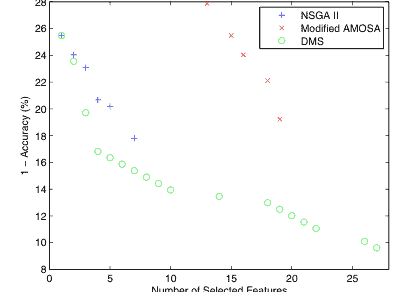 28
26
24
22
20
18
16
14
12
10
8
1 − Accuracy (%)
NSGA II
Modified AMOSA
DMS
0 5 10 15 20 25
Number of Selected Features